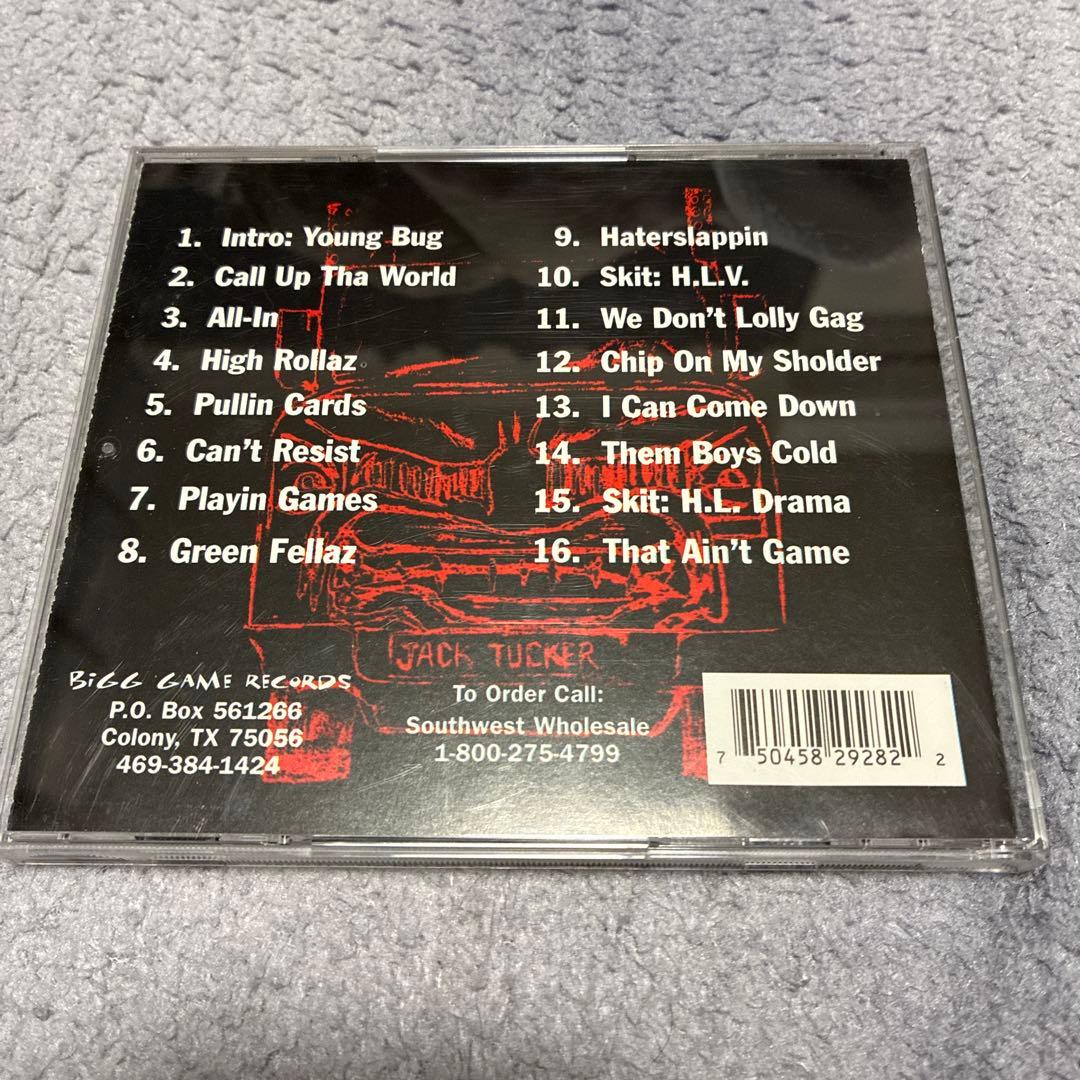 1. Intro: Young Bug
2. Call Up Tha World
3. All-In
4. High Rollaz
5. Pullin Cards
6. Can't Resist
7. Playin Games
8. Green Fellaz
9. Haterslappin
10. Skit: H.L.V.
11. We Don't Lolly Gag
12. Chip On My Sholder
13. I Can Come Down
14. Them Boys Cold
15. Skit: H.L. Drama
16. That Ain't Game
JACK TUCKER
BiGG GAME RECORDS
P.O. Box 561266
Colony, TX 75056
469-384-1424
To Order Call:
Southwest Wholesale
1-800-275-4799
7 50458 29282 2